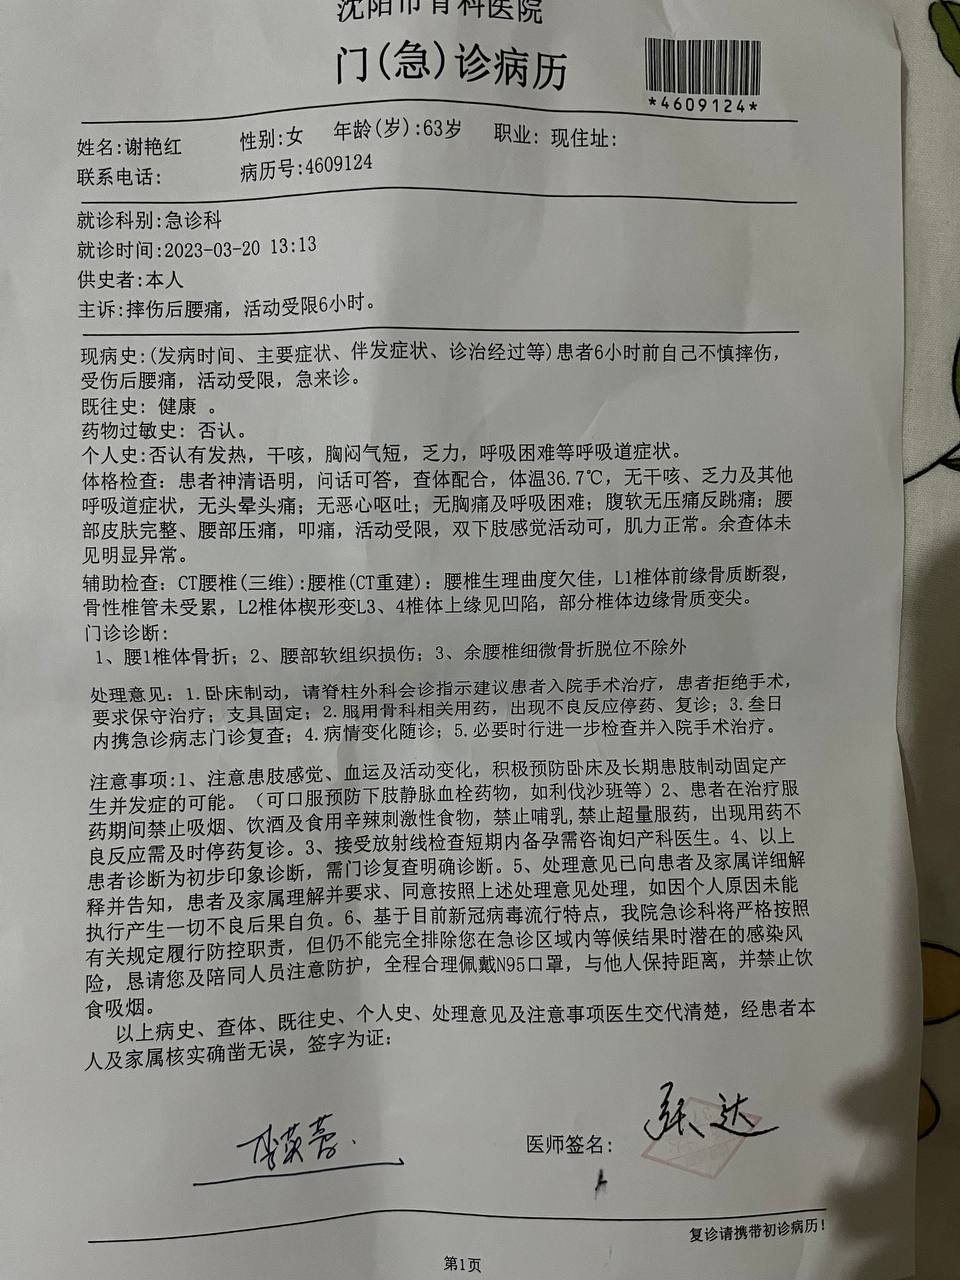 沈阳市骨科医院
门(急)诊病历
*4609124*
姓名:谢艳红 性别:女 年龄(岁):63岁 职业: 现住址:
联系电话: 病历号:4609124
就诊科别:急诊科
就诊时间:2023-03-20 13:13
供史者:本人
主诉:摔伤后腰痛，活动受限6小时。
现病史:(发病时间、主要症状、伴发症状、诊治经过等)患者6小时前自己不慎摔伤，
受伤后腰痛，活动受限，急来诊。
既往史: 健康 。
药物过敏史: 否认。
个人史:否认有发热，干咳，胸闷气短，乏力，呼吸困难等呼吸道症状。
体格检查: 患者神清语明，问话可答，查体配合，体温36.7℃，无干咳、乏力及其他
呼吸道症状，无头晕头痛；无恶心呕吐；无胸痛及呼吸困难；腹软无压痛反跳痛；腰
部皮肤完整、腰部压痛，叩痛，活动受限，双下肢感觉活动可，肌力正常。余查体未
见明显异常。
辅助检查: CT腰椎(三维):腰椎(CT重建): 腰椎生理曲度欠佳，L1椎体前缘骨质断裂，
骨性椎管未受累，L2椎体楔形变L3、4椎体上缘见凹陷，部分椎体边缘骨质变尖。
门诊诊断:
1、腰1椎体骨折；2、腰部软组织损伤；3、余腰椎细微骨折脱位不除外
处理意见: 1.卧床制动，请脊柱外科会诊指示建议患者入院手术治疗，患者拒绝手术，
要求保守治疗；支具固定；2.服用骨科相关用药，出现不良反应停药、复诊；3.叁日
内携急诊病志门诊复查；4.病情变化随诊；5.必要时行进一步检查并入院手术治疗。
注意事项:1、注意患肢感觉、血运及活动变化，积极预防卧床及长期患肢制动固定产
生并发症的可能。（可口服预防下肢静脉血栓药物，如利伐沙班等）2、患者在治疗服
药期间禁止吸烟、饮酒及食用辛辣刺激性食物，禁止哺乳,禁止超量服药，出现用药不
良反应需及时停药复诊。3、接受放射线检查短期内备孕需咨询妇产科医生。4、以上
患者诊断为初步印象诊断，需门诊复查明确诊断。5、处理意见已向患者及家属详细解
释并告知，患者及家属理解并要求、同意按照上述处理意见处理，如因个人原因未能
执行产生一切不良后果自负。6、基于目前新冠病毒流行特点，我院急诊科将严格按照
有关规定履行防控职责，但仍不能完全排除您在急诊区域内等候结果时潜在的感染风
险，恳请您及陪同人员注意防护，全程合理佩戴N95口罩，与他人保持距离，并禁止饮
食吸烟。
以上病史、查体、既往史、个人史、处理意见及注意事项医生交代清楚，经患者本
人及家属核实确凿无误，签字为证:
医师签名: 张达
复诊请携带初诊病历!
第1页